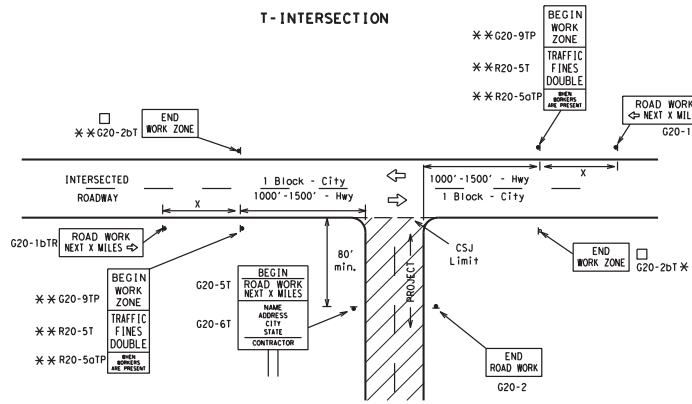 T-INTERSECTION
BEGIN
WORK
ZONE
TRAFFIC
FINES
DOUBLE
WHEN
WORKERS
ARE PRESENT
** G20-9TP
** R20-5T
** R20-5aTP
ROAD WORK
⇦ NEXT X MILES
G20-1
END
WORK ZONE
□
** G20-2bT
INTERSECTED
ROADWAY
1 Block - City
1000'-1500' - Hwy
X
⇦
⇨
1000'-1500' - Hwy
1 Block - City
X
G20-1bTR
ROAD WORK
NEXT X MILES ⇨
BEGIN
WORK
ZONE
TRAFFIC
FINES
DOUBLE
WHEN
WORKERS
ARE PRESENT
** G20-9TP
** R20-5T
** R20-5aTP
G20-5T
BEGIN
ROAD WORK
NEXT X MILES
G20-6T
NAME
ADDRESS
CITY
STATE
CONTRACTOR
80'
min.
PROJECT
CSJ
Limit
END
WORK ZONE
□
G20-2bT *
END
ROAD WORK
G20-2